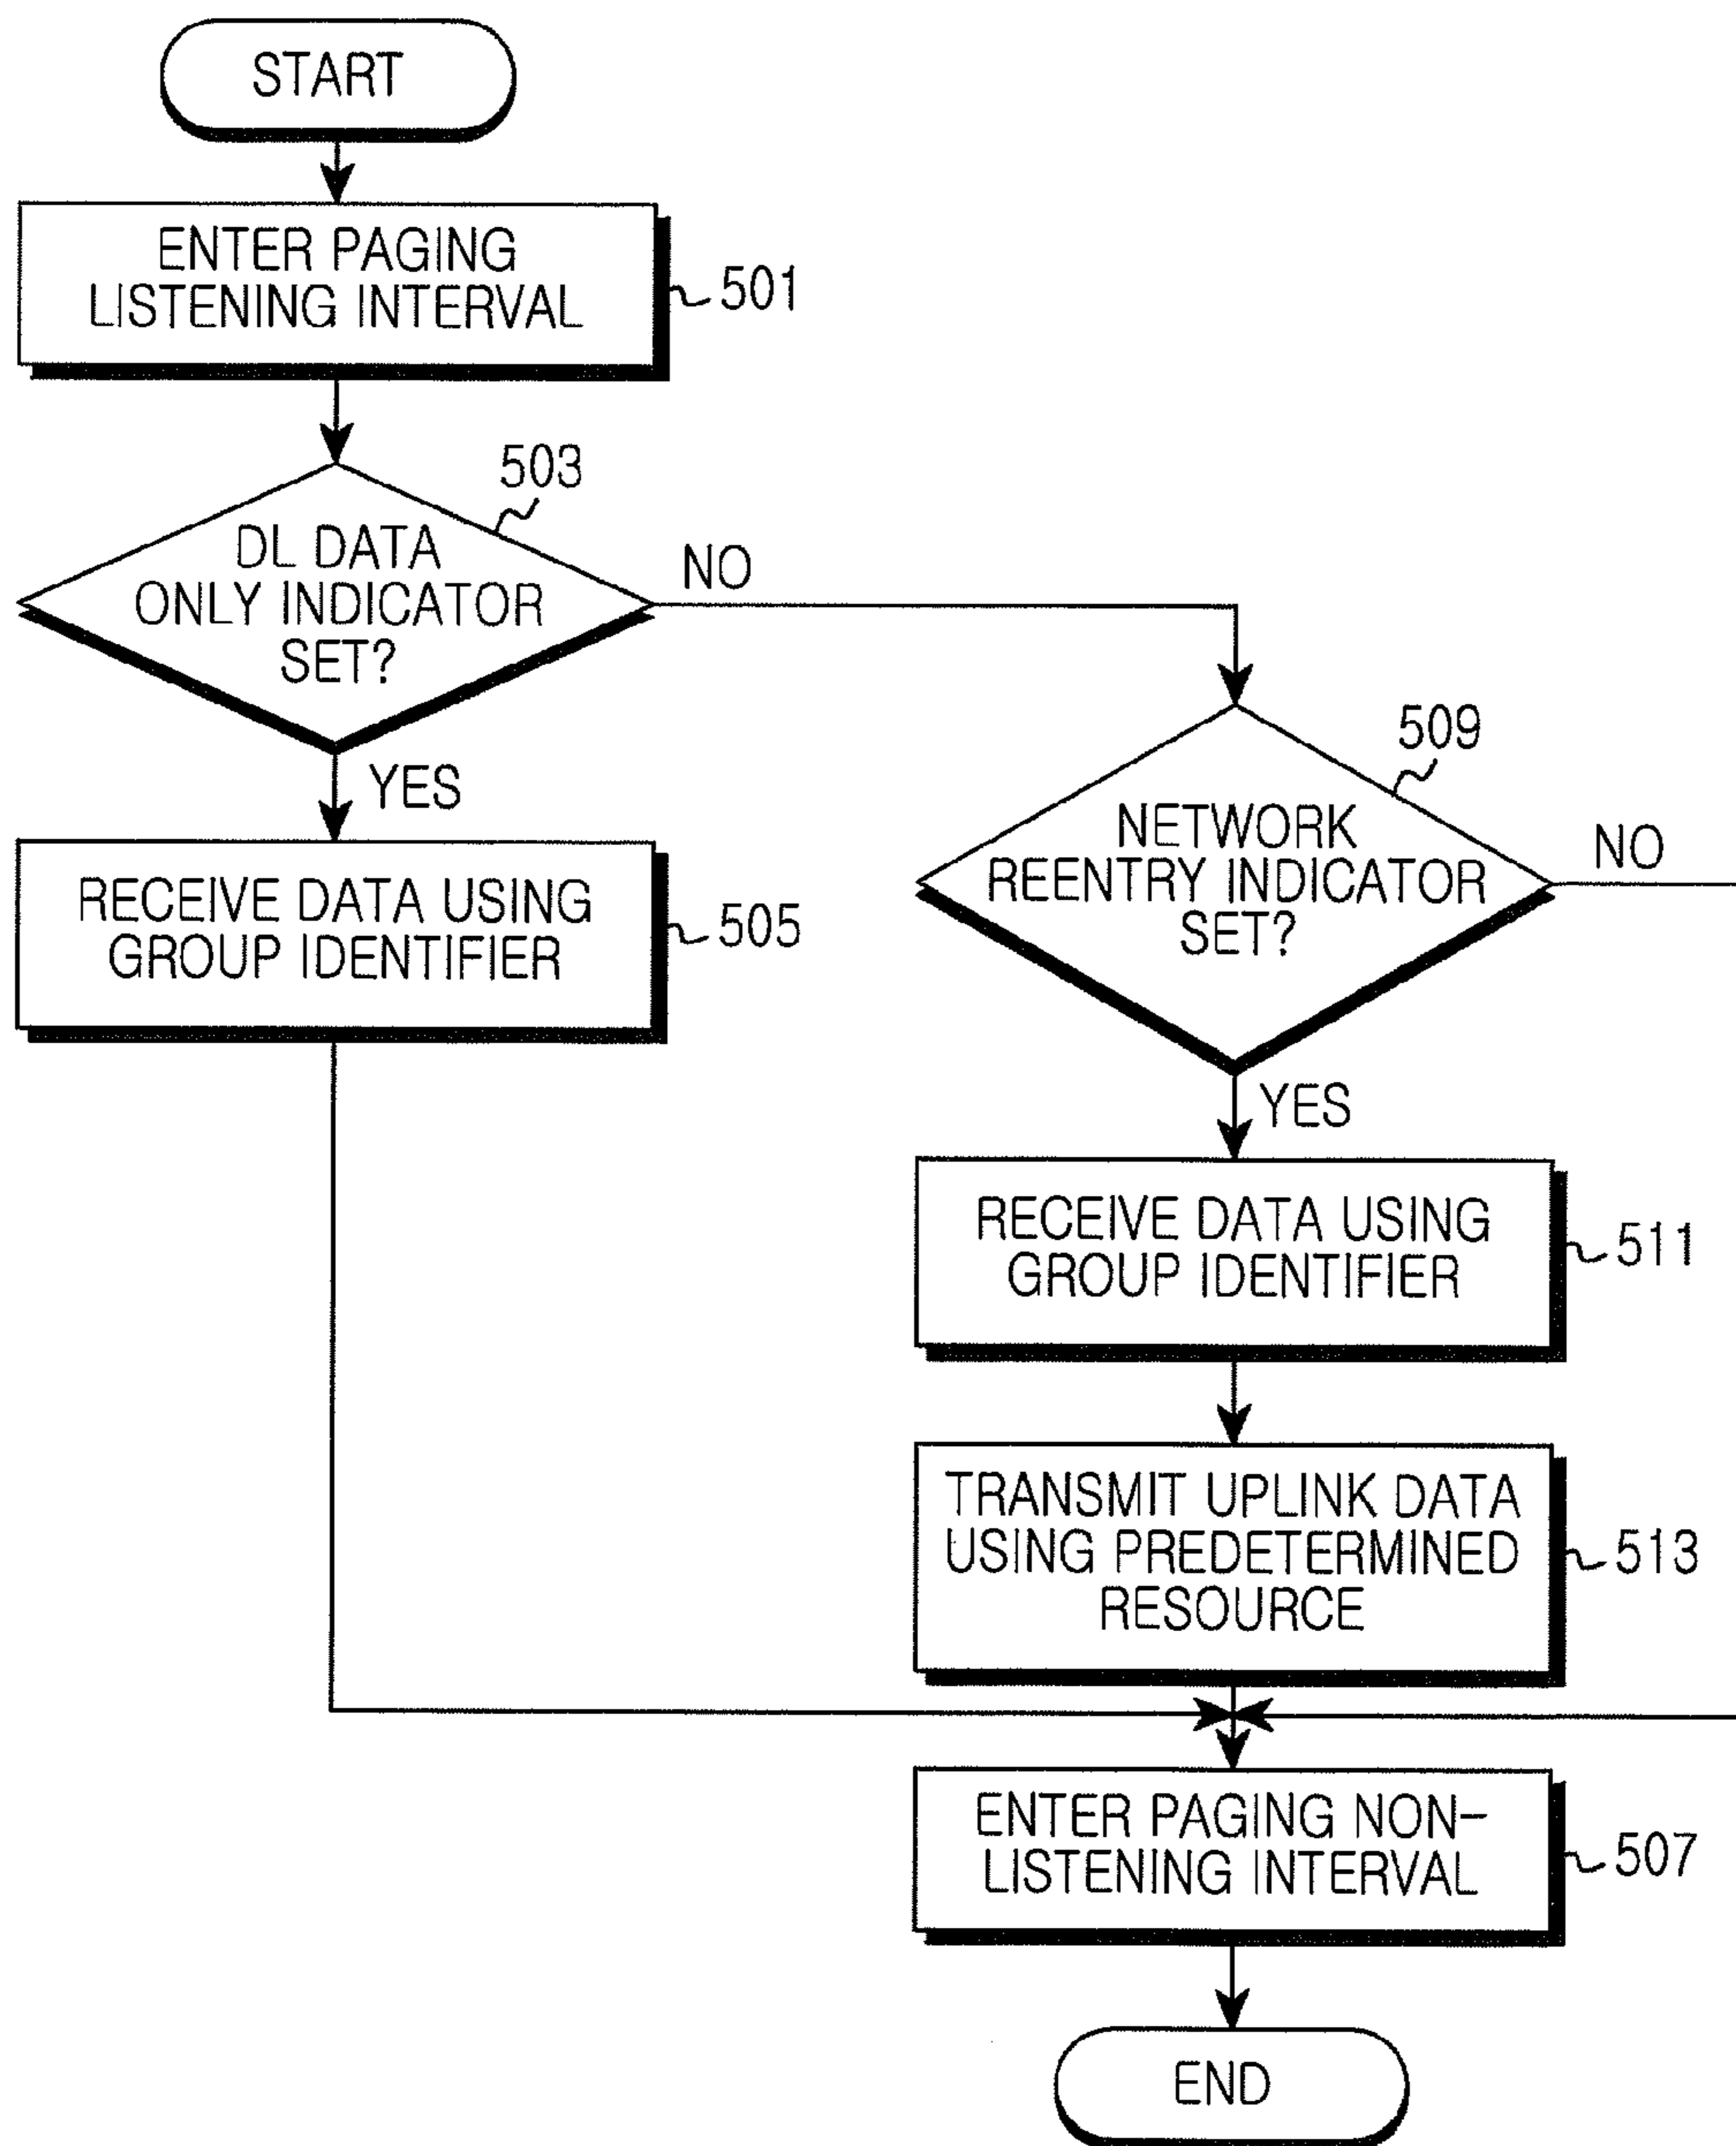 START
ENTER PAGING
LISTENING INTERVAL
501
503
DL DATA
ONLY INDICATOR
SET?
NO
YES
RECEIVE DATA USING
GROUP IDENTIFIER
505
509
NETWORK
REENTRY INDICATOR
SET?
NO
YES
RECEIVE DATA USING
GROUP IDENTIFIER
511
TRANSMIT UPLINK DATA
USING PREDETERMINED
RESOURCE
513
ENTER PAGING NON-
LISTENING INTERVAL
507
END